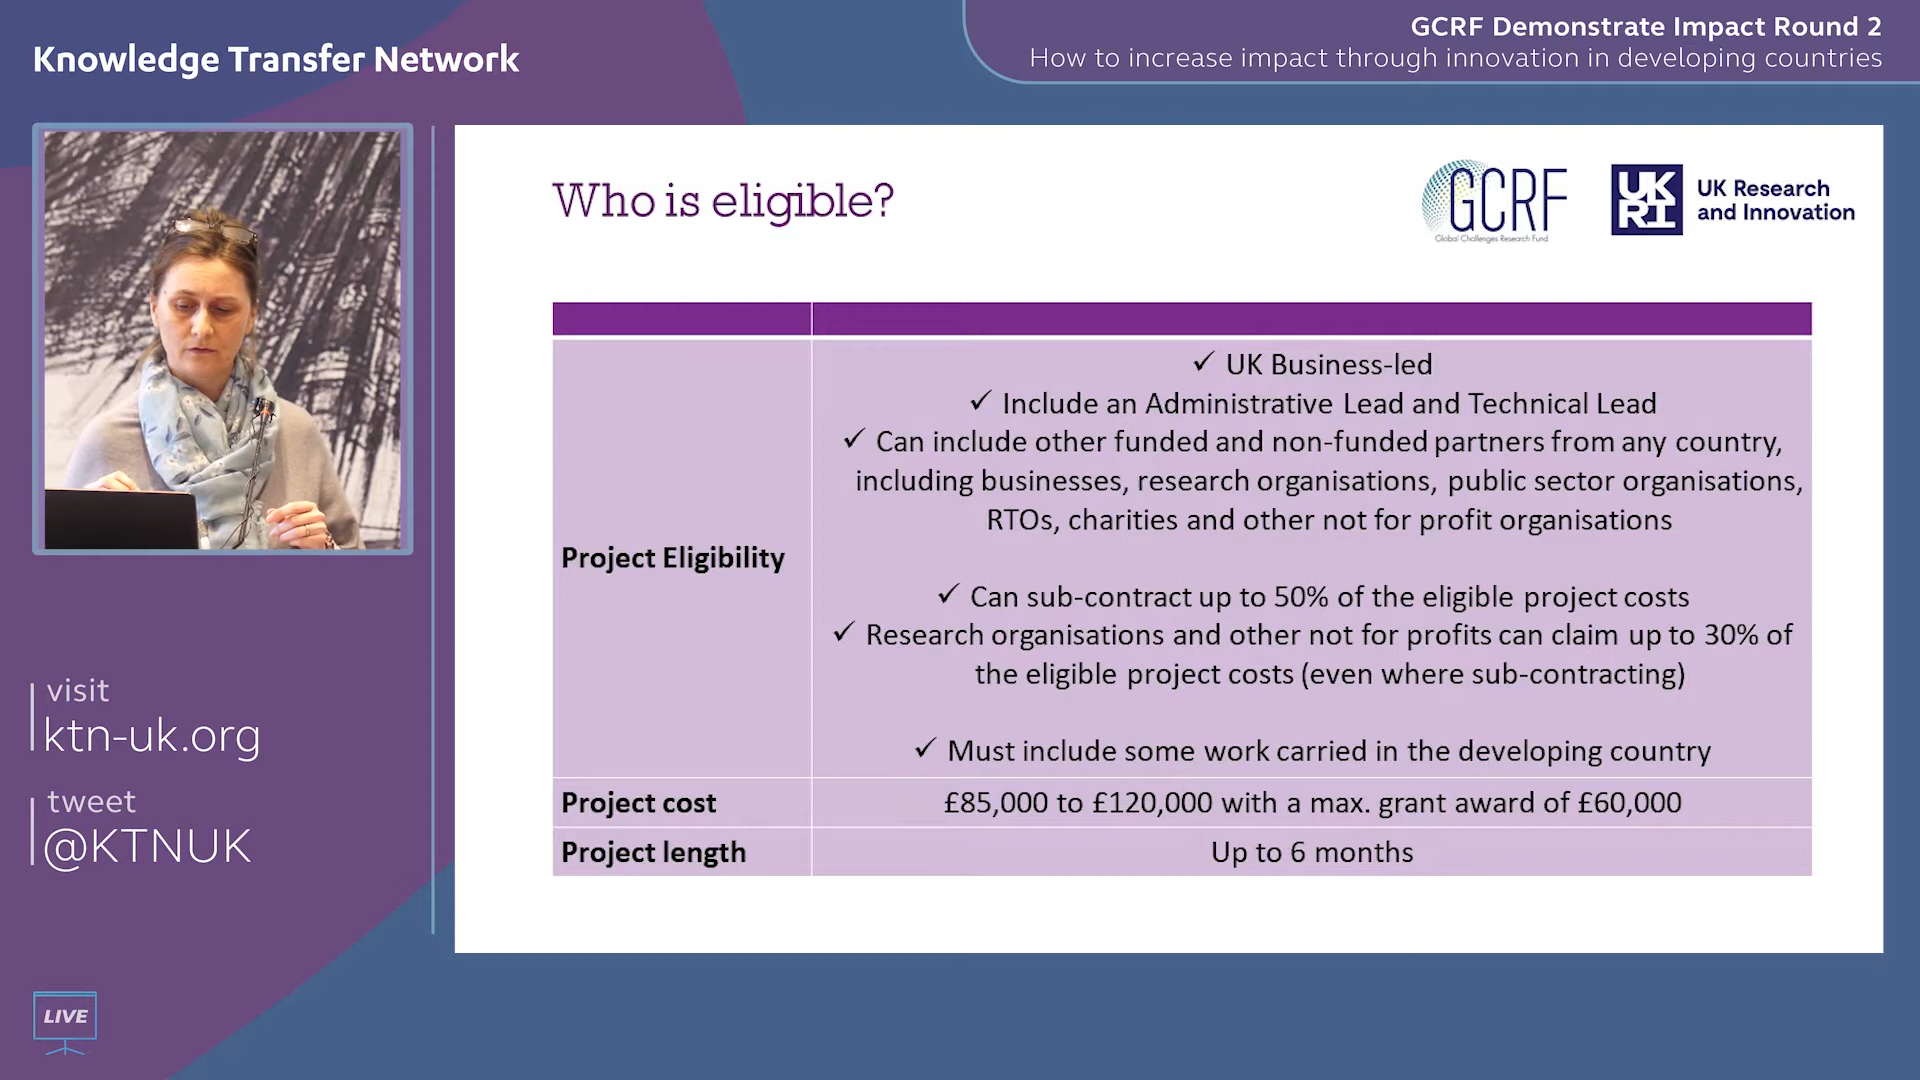 Knowledge Transfer Network
GCRF Demonstrate Impact Round 2
How to increase impact through innovation in developing countries
Who is eligible?
GCRF
Global Challenges Research Fund
UK
RI
UK Research
and Innovation
Project Eligibility
✓ UK Business-led
✓ Include an Administrative Lead and Technical Lead
✓ Can include other funded and non-funded partners from any country,
including businesses, research organisations, public sector organisations,
RTOs, charities and other not for profit organisations
✓ Can sub-contract up to 50% of the eligible project costs
✓ Research organisations and other not for profits can claim up to 30% of
the eligible project costs (even where sub-contracting)
✓ Must include some work carried in the developing country
Project cost
£85,000 to £120,000 with a max. grant award of £60,000
Project length
Up to 6 months
visit
ktn-uk.org
tweet
@KTNUK
LIVE